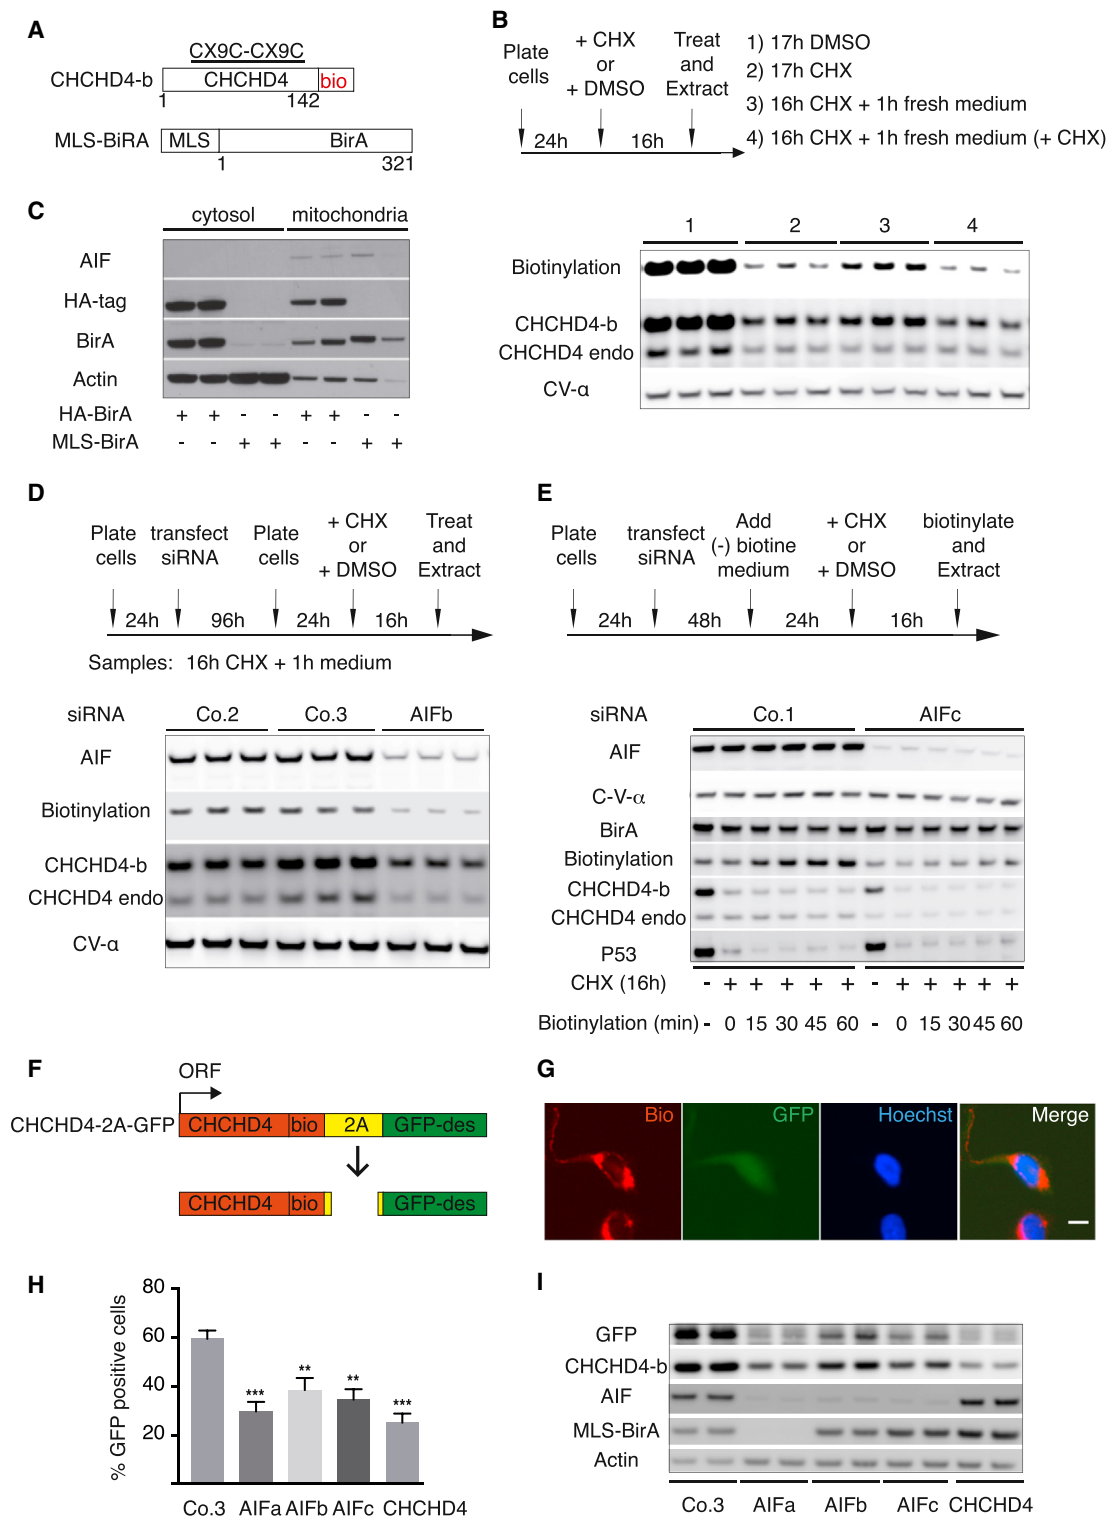 A
CX9C-CX9C
CHCHD4-b
CHCHD4
bio
1
142
MLS-BiRA
MLS
BirA
1
321
B
Plate
cells
+ CHX
or
+ DMSO
Treat
and
Extract
24h
16h
1) 17h DMSO
2) 17h CHX
3) 16h CHX + 1h fresh medium
4) 16h CHX + 1h fresh medium (+ CHX)
1 2 3 4
Biotinylation
CHCHD4-b
CHCHD4 endo
CV-α
C
cytosol mitochondria
AIF
HA-tag
BirA
Actin
HA-BirA + + - - + + - -
MLS-BirA - - + + - - + +
D
Plate
cells
transfect
siRNA
Plate
cells
+ CHX
or
+ DMSO
Treat
and
Extract
24h 96h 24h 16h
Samples: 16h CHX + 1h medium
siRNA Co.2 Co.3 AIFb
AIF
Biotinylation
CHCHD4-b
CHCHD4 endo
CV-α
E
Plate
cells
transfect
siRNA
Add
(-) biotine
medium
+ CHX
or
+ DMSO
biotinylate
and
Extract
24h 48h 24h 16h
siRNA Co.1 AIFc
AIF
C-V-α
BirA
Biotinylation
CHCHD4-b
CHCHD4 endo
P53
CHX (16h) - + + + + + - + + + + +
Biotinylation (min) - 0 15 30 45 60 - 0 15 30 45 60
F
ORF
CHCHD4-2A-GFP
CHCHD4 bio 2A GFP-des
CHCHD4 bio GFP-des
G
Bio GFP Hoechst Merge
H
% GFP positive cells
80
60
40
20
*** ** ** ***
Co.3 AIFa AIFb AIFc CHCHD4
I
GFP
CHCHD4-b
AIF
MLS-BirA
Actin
Co.3 AIFa AIFb AIFc CHCHD4